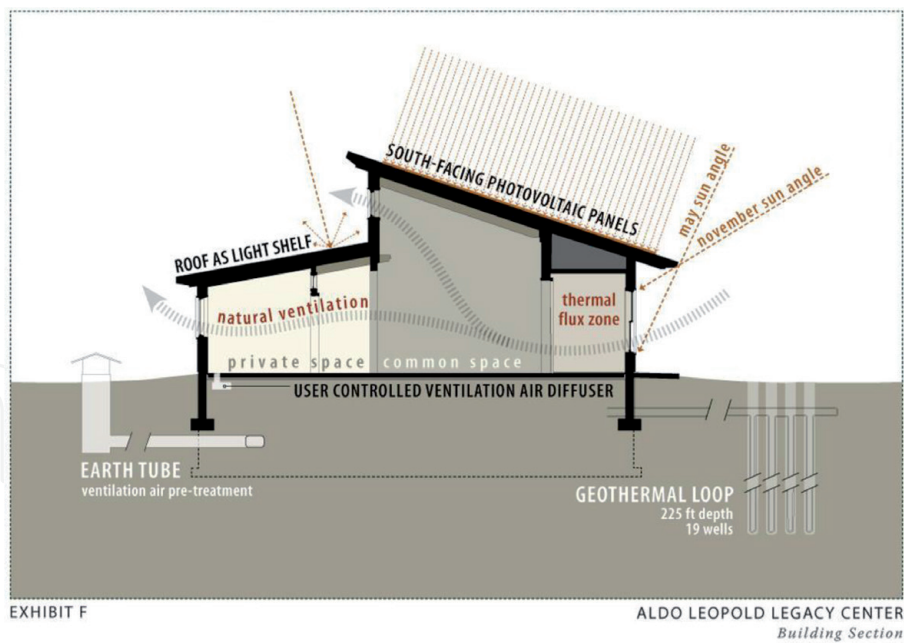 SOUTH-FACING PHOTOVOLTAIC PANELS
may sun angle
november sun angle
ROOF AS LIGHT SHELF
natural ventilation
thermal
flux zone
private space
common space
USER CONTROLLED VENTILATION AIR DIFFUSER
EARTH TUBE
ventilation air pre-treatment
GEOTHERMAL LOOP
225 ft depth
19 wells
EXHIBIT F
ALDO LEOPOLD LEGACY CENTER
Building Section